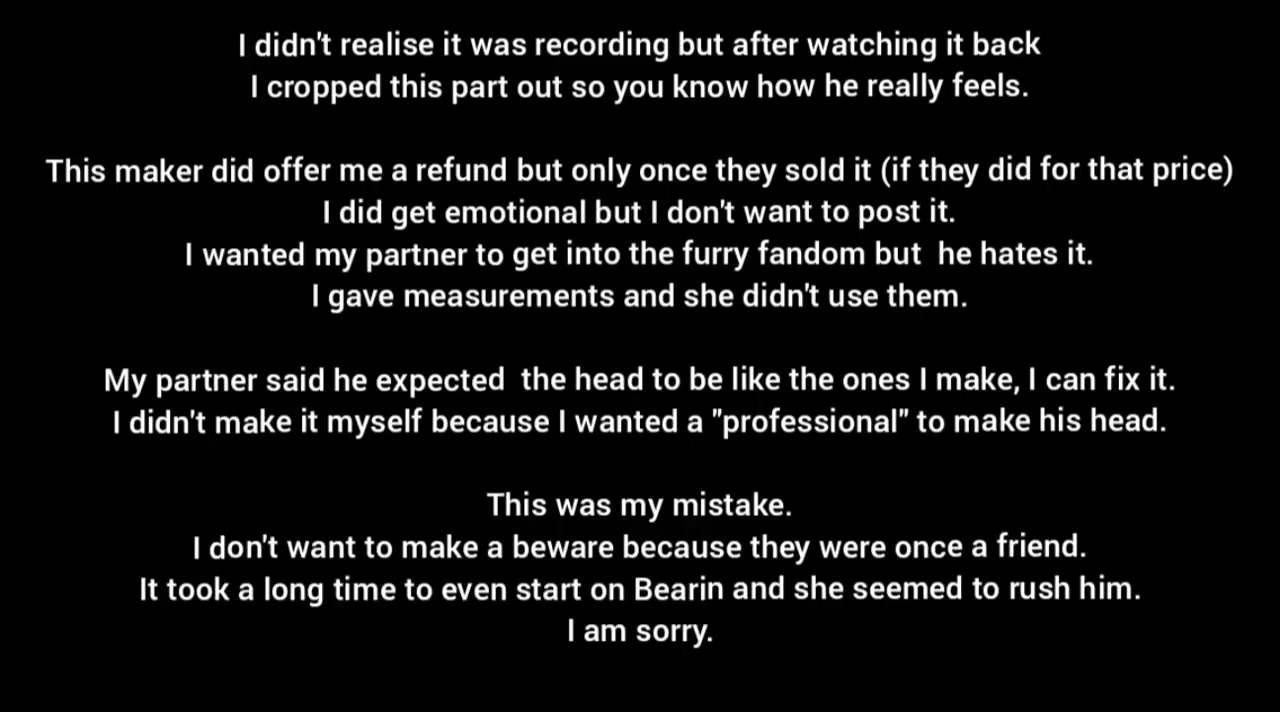 I didn't realise it was recording but after watching it back
I cropped this part out so you know how he really feels.
This maker did offer me a refund but only once they sold it (if they did for that price)
I did get emotional but I don't want to post it.
I wanted my partner to get into the furry fandom but  he hates it.
I gave measurements and she didn't use them.
My partner said he expected  the head to be like the ones I make, I can fix it.
I didn't make it myself because I wanted a "professional" to make his head.
This was my mistake.
I don't want to make a beware because they were once a friend.
It took a long time to even start on Bearin and she seemed to rush him.
I am sorry.